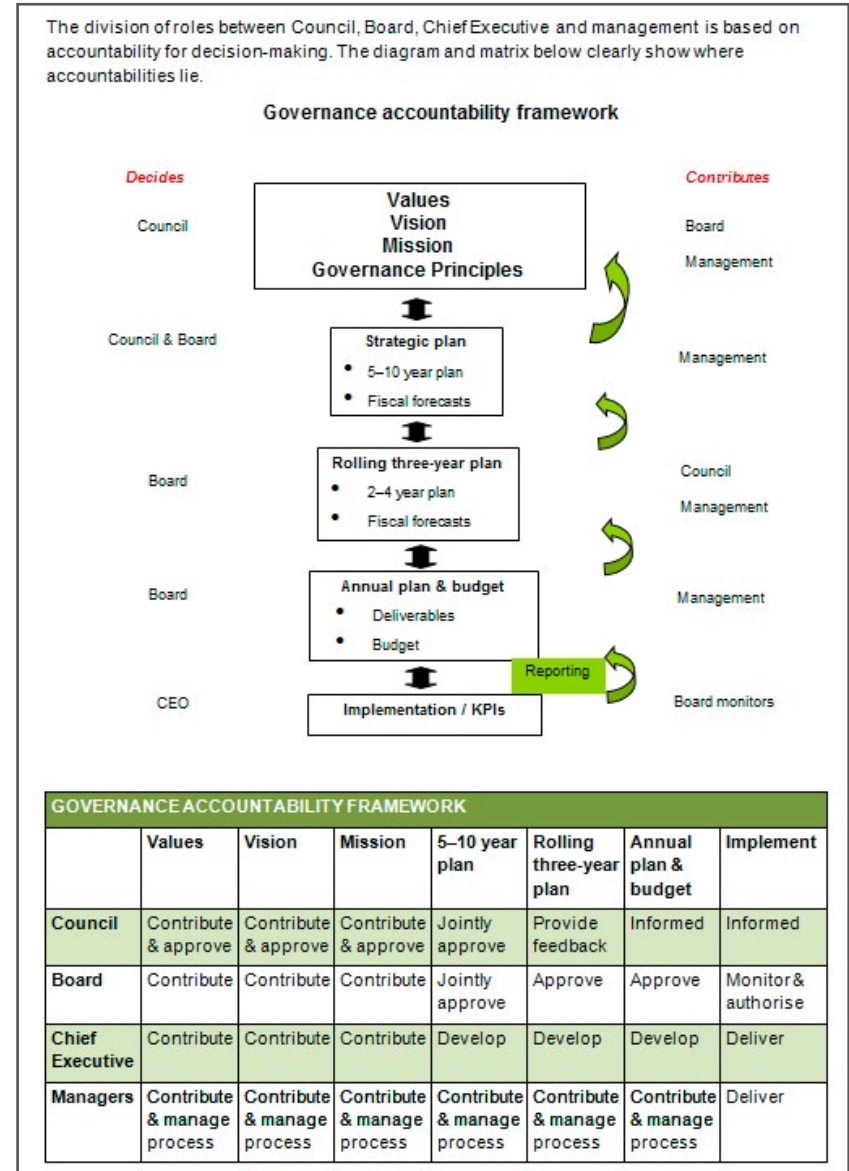 The division of roles between Council, Board, Chief Executive and management is based on
accountability for decision-making. The diagram and matrix below clearly show where
accountabilities lie.
Governance accountability framework
Decides
Contributes
Values
Vision
Mission
Governance Principles
Council
Board
Management
Council & Board
Strategic plan
• 5–10 year plan
• Fiscal forecasts
Management
Board
Rolling three-year plan
• 2–4 year plan
• Fiscal forecasts
Council
Management
Board
Annual plan & budget
• Deliverables
• Budget
Management
Reporting
CEO
Implementation / KPIs
Board monitors
GOVERNANCE ACCOUNTABILITY FRAMEWORK
Values Vision Mission 5–10 year Rolling Annual Implement
plan three-year plan &
plan budget
Council Contribute Contribute Contribute Jointly Provide Informed Informed
& approve & approve & approve approve feedback
Board Contribute Contribute Contribute Jointly Approve Approve Monitor &
approve authorise
Chief Contribute Contribute Contribute Develop Develop Develop Deliver
Executive
Managers Contribute Contribute Contribute Contribute Contribute Contribute Deliver
& manage & manage & manage & manage & manage & manage
process process process process process process